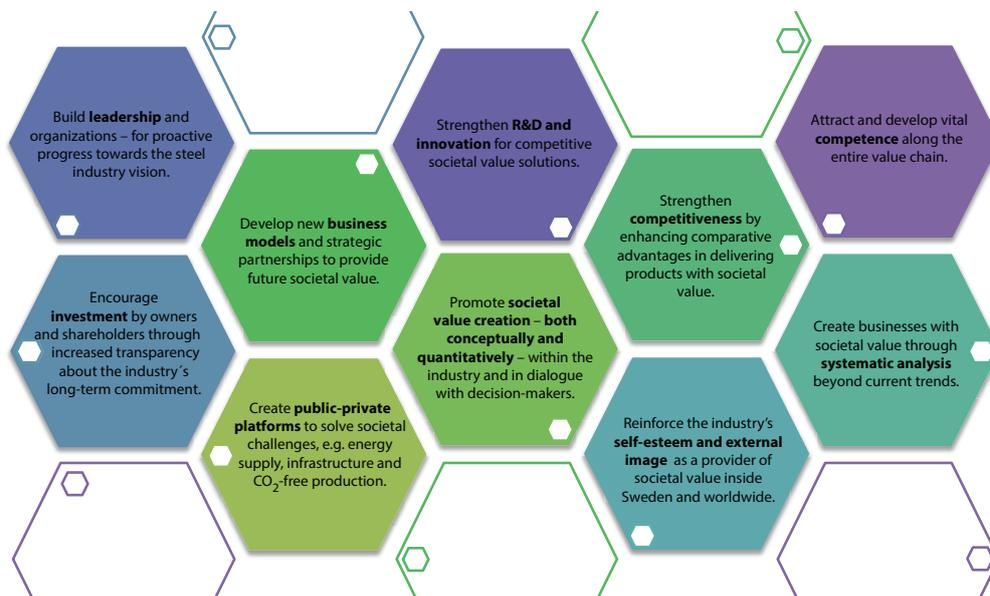 Build leadership and
organizations – for proactive
progress towards the steel
industry vision.
Develop new business
models and strategic
partnerships to provide
future societal value.
Strengthen R&D and
innovation for competitive
societal value solutions.
Strengthen
competitiveness by
enhancing comparative
advantages in delivering
products with societal
value.
Attract and develop vital
competence along the
entire value chain.
Encourage
investment by owners
and shareholders through
increased transparency
about the industry´s
long-term commitment.
Create public-private
platforms to solve societal
challenges, e.g. energy
supply, infrastructure and
CO2-free production.
Promote societal
value creation – both
conceptually and
quantitatively – within the
industry and in dialogue
with decision-makers.
Reinforce the industry's
self-esteem and external
image as a provider of
societal value inside
Sweden and worldwide.
Create businesses with
societal value through
systematic analysis
beyond current trends.